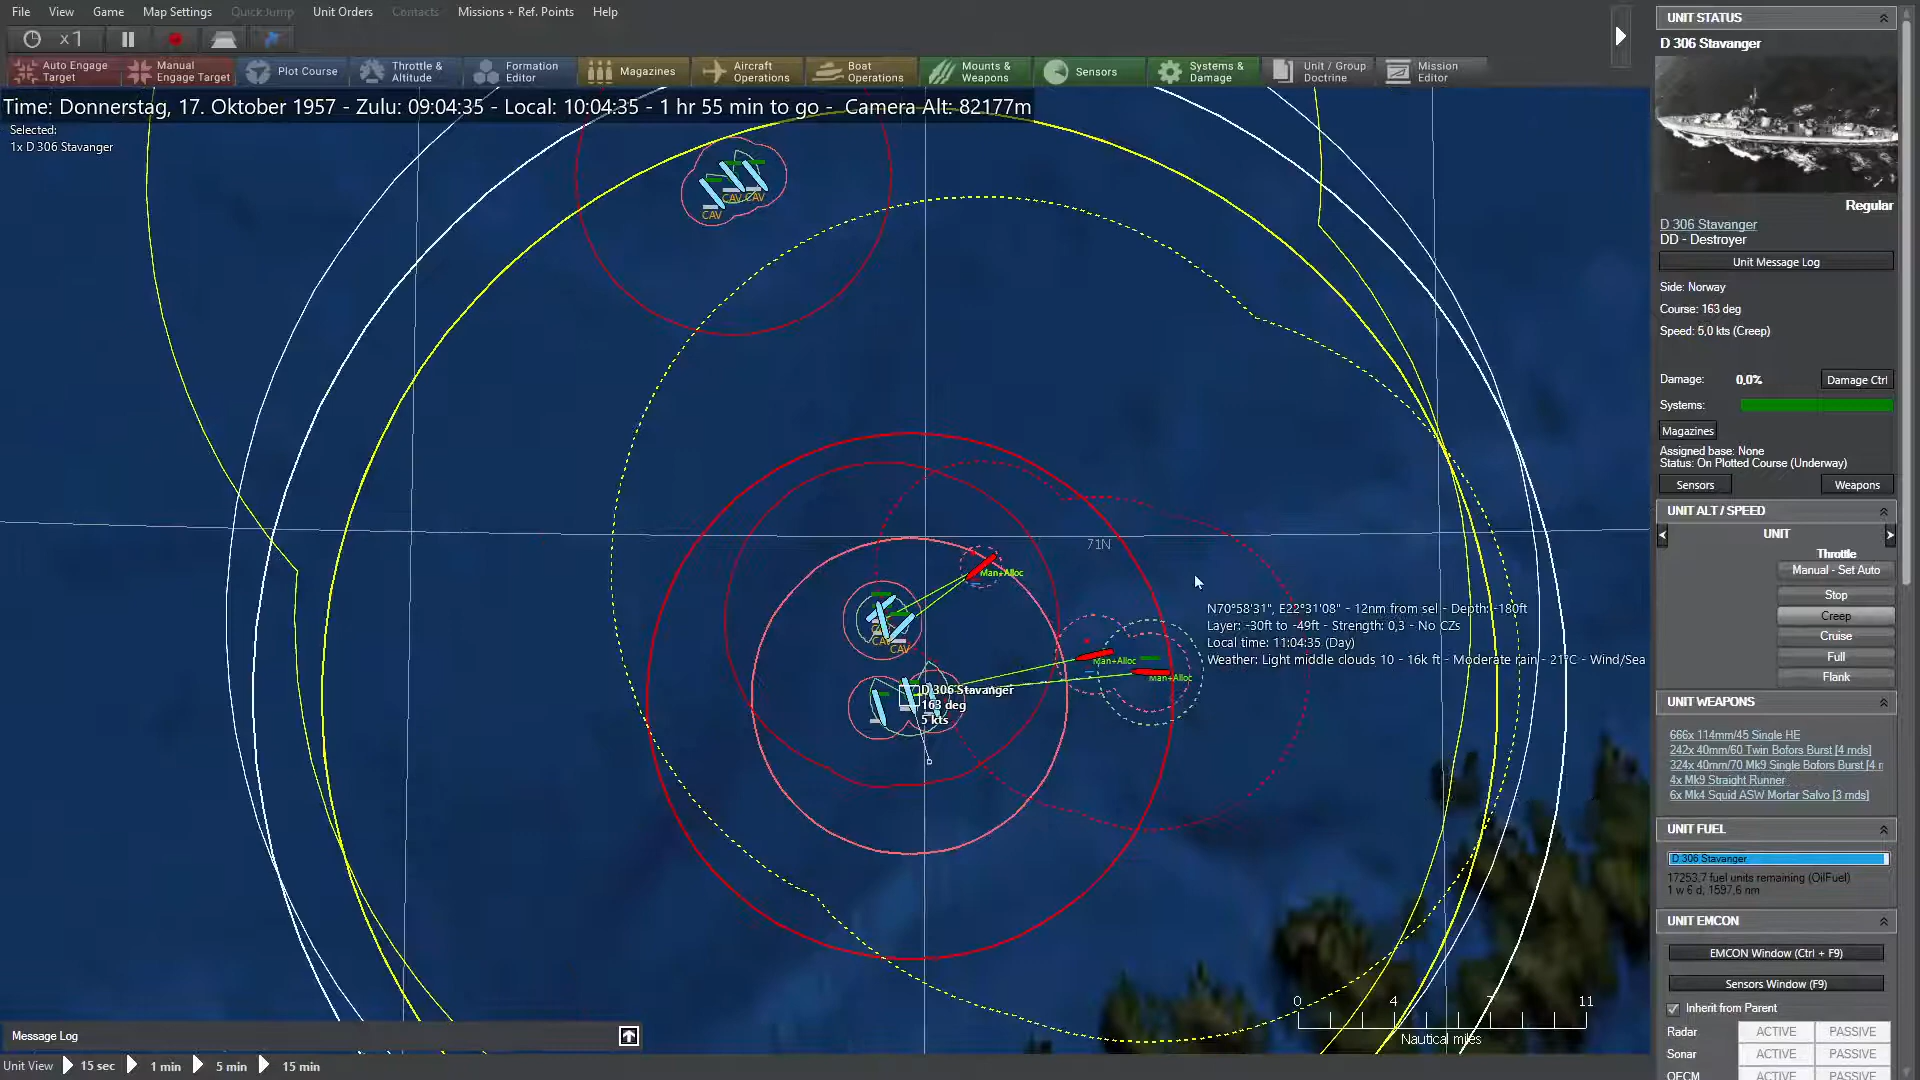 File View Game Map Settings Quick Jump Unit Orders Contacts Missions + Ref. Points Help
x1
Auto Engage Target
Manual Engage Target
Plot Course
Throttle & Altitude
Formation Editor
Magazines
Aircraft Operations
Boat Operations
Mounts & Weapons
Sensors
Systems & Damage
Unit / Group Doctrine
Mission Editor
Time: Donnerstag, 17. Oktober 1957 - Zulu: 09:04:35 - Local: 10:04:35 - 1 hr 55 min to go - Camera Alt: 82177m
Selected:
1x D 306 Stavanger
CAV CAV
CAV
71N
Man+Alloc
N70°58'31", E22°31'08" - 12nm from sel - Depth: -180ft
Layer: -30ft to -49ft - Strength: 0,3 - No CZs
Local time: 11:04:35 (Day)
Weather: Light middle clouds 10 - 16k ft - Moderate rain - 21°C - Wind/Sea
CAV
Man+Alloc
Man+Alloc
D 306 Stavanger
163 deg
5 kts
0 4 7 11
Nautical miles
Message Log
Unit View 15 sec 1 min 5 min 15 min
UNIT STATUS
D 306 Stavanger
Regular
D 306 Stavanger
DD - Destroyer
Unit Message Log
Side: Norway
Course: 163 deg
Speed: 5,0 kts (Creep)
Damage: 0,0% Damage Ctrl
Systems:
Magazines
Assigned base: None
Status: On Plotted Course (Underway)
Sensors Weapons
UNIT ALT / SPEED
UNIT
Throttle
Manual - Set Auto
Stop
Creep
Cruise
Full
Flank
UNIT WEAPONS
666x 114mm/45 Single HE
242x 40mm/60 Twin Bofors Burst [4 rnds]
324x 40mm/70 Mk9 Single Bofors Burst [4 r
4x Mk9 Straight Runner
6x Mk4 Squid ASW Mortar Salvo [3 rnds]
UNIT FUEL
D 306 Stavanger
17253,7 fuel units remaining (OilFuel)
1 w 6 d, 1597,6 nm
UNIT EMCON
EMCON Window (Ctrl + F9)
Sensors Window (F9)
Inherit from Parent
Radar ACTIVE PASSIVE
Sonar ACTIVE PASSIVE
OECM ACTIVE PASSIVE